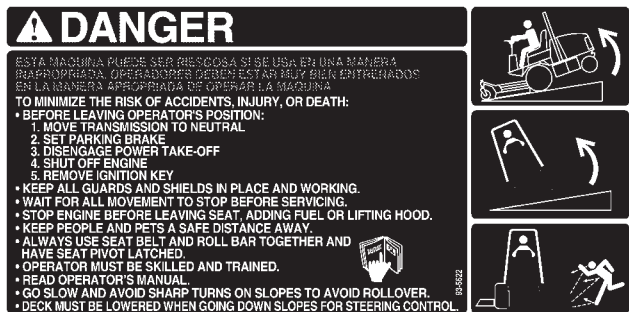 DANGER
ESTA MAQUINA PUEDE SER RIESGOSA SI SE USA EN UNA MANERA
INAPROPRIADA. OPERADORES DEBEN ESTAR MUY BIEN ENTRENADOS
EN LA MANERA APROPRIADA DE OPERAR LA MAQUINA
TO MINIMIZE THE RISK OF ACCIDENTS, INJURY, OR DEATH:
• BEFORE LEAVING OPERATOR'S POSITION:
1. MOVE TRANSMISSION TO NEUTRAL
2. SET PARKING BRAKE
3. DISENGAGE POWER TAKE-OFF
4. SHUT OFF ENGINE
5. REMOVE IGNITION KEY
• KEEP ALL GUARDS AND SHIELDS IN PLACE AND WORKING.
• WAIT FOR ALL MOVEMENT TO STOP BEFORE SERVICING.
• STOP ENGINE BEFORE LEAVING SEAT, ADDING FUEL OR LIFTING HOOD.
• KEEP PEOPLE AND PETS A SAFE DISTANCE AWAY.
• ALWAYS USE SEAT BELT AND ROLL BAR TOGETHER AND
HAVE SEAT PIVOT LATCHED.
• OPERATOR MUST BE SKILLED AND TRAINED.
• READ OPERATOR'S MANUAL.
• GO SLOW AND AVOID SHARP TURNS ON SLOPES TO AVOID ROLLOVER.
• DECK MUST BE LOWERED WHEN GOING DOWN SLOPES FOR STEERING CONTROL.
93-6622